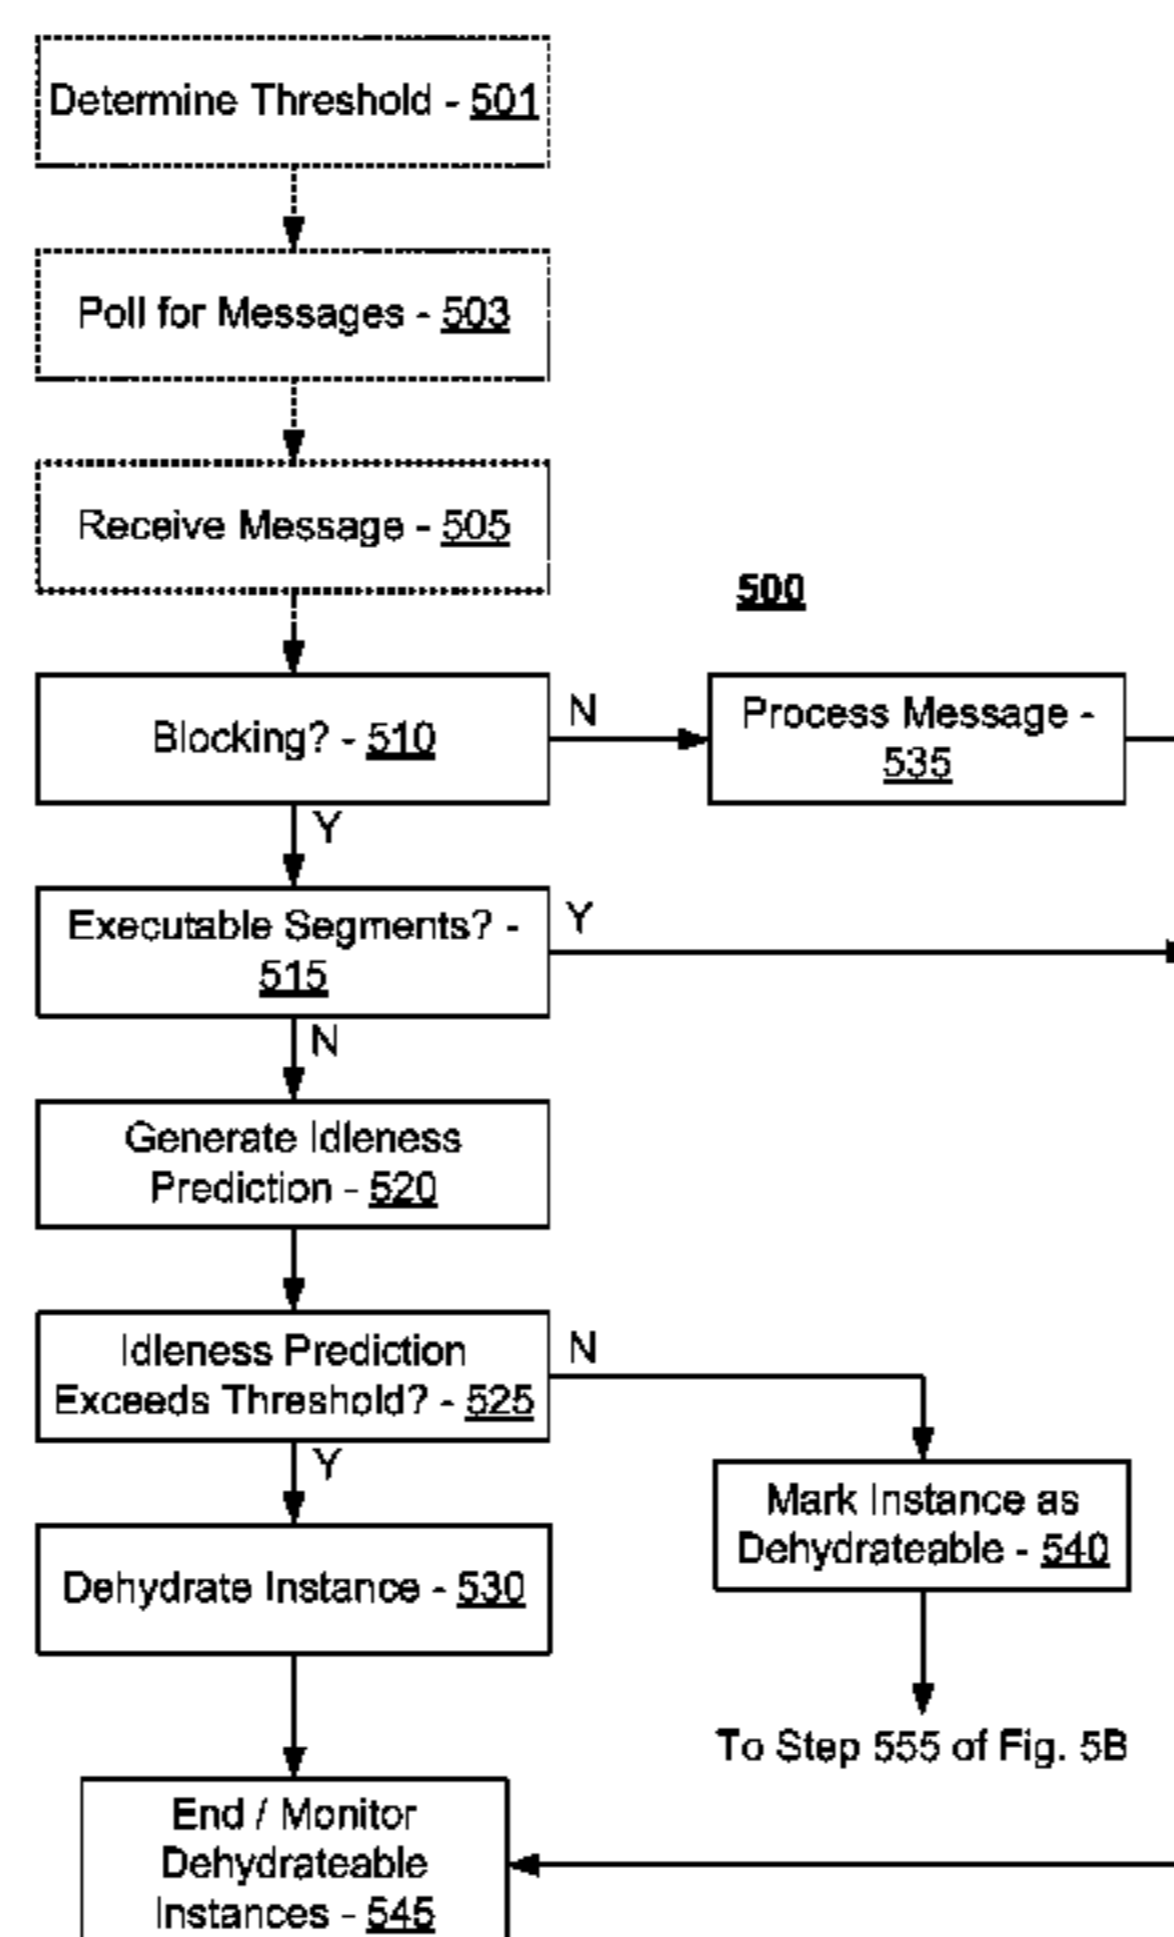 Determine Threshold - 501
Poll for Messages - 503
Receive Message - 505
500
Blocking? - 510
N
Process Message -
535
Y
Executable Segments? -
515
Y
N
Generate Idleness
Prediction - 520
Idleness Prediction
Exceeds Threshold? - 525
N
Y
Mark Instance as
Dehydrateable - 540
Dehydrate Instance - 530
To Step 555 of Fig. 5B
End / Monitor
Dehydrateable
Instances - 545